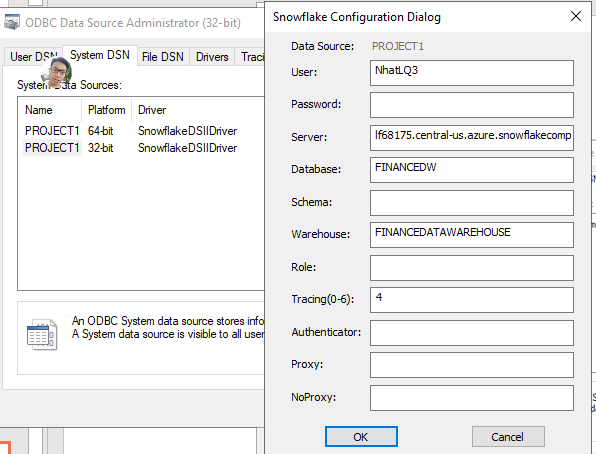 ODBC Data Source Administrator (32-bit)
User DSN
System DSN
File DSN
Drivers
System Data Sources:
Name Platform Driver
PROJECT1 64-bit SnowflakeDSIIDriver
PROJECT1 32-bit SnowflakeDSIIDriver
An ODBC System data source stores
A System data source is visible to all
Snowflake Configuration Dialog
Data Source: PROJECT1
User: NhatLQ3
Password:
Server: lf68175.central-us.azure.snowflakecomp
Database: FINANCEDW
Schema:
Warehouse: FINANCEDATAWAREHOUSE
Role:
Tracing(0-6): 4
Authenticator:
Proxy:
NoProxy:
OK
Cancel